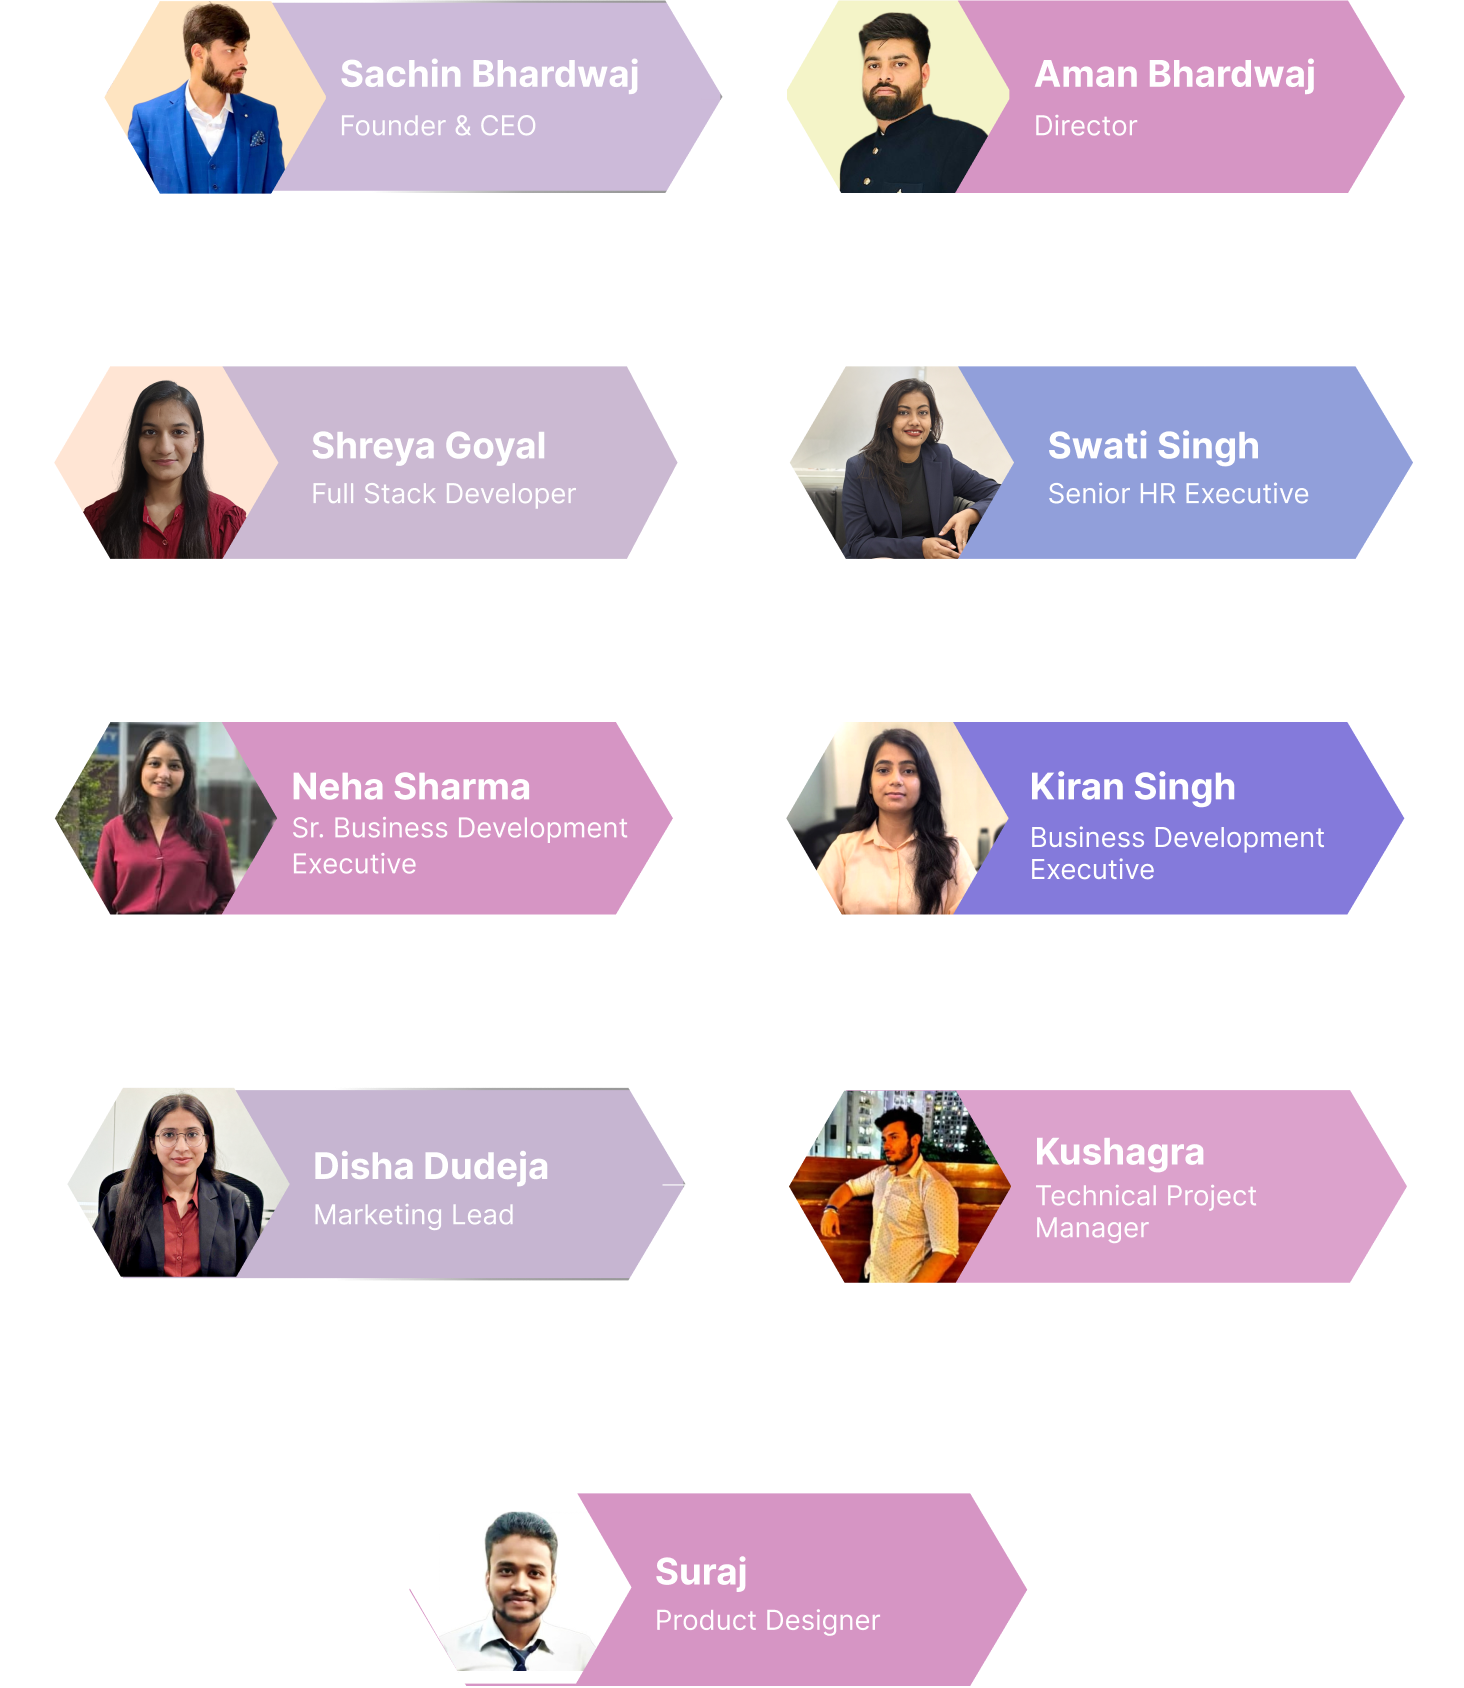 Sachin Bhardwaj
Founder & CEO
Aman Bhardwaj
Director
Shreya Goyal
Full Stack Developer
Swati Singh
Senior HR Executive
Neha Sharma
Sr. Business Development
Executive
Kiran Singh
Business Development
Executive
Disha Dudeja
Marketing Lead
Kushagra
Technical Project
Manager
Suraj
Product Designer